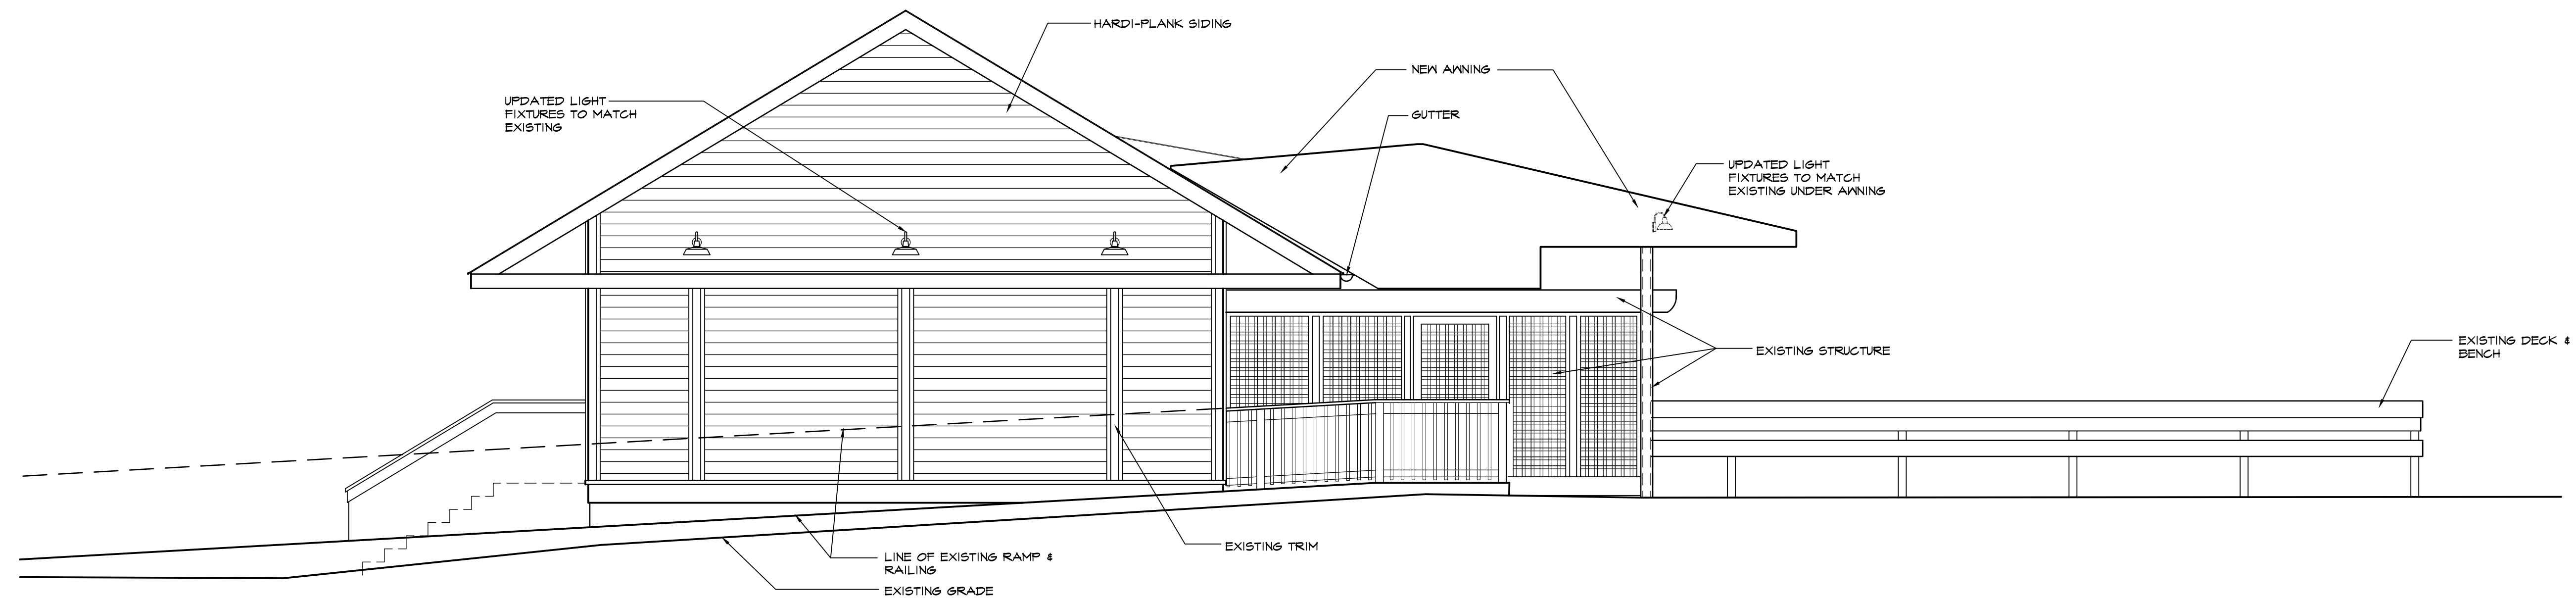 HARDI-PLANK SIDING
NEW AWNING
UPDATED LIGHT
FIXTURES TO MATCH
EXISTING
GUTTER
UPDATED LIGHT
FIXTURES TO MATCH
EXISTING UNDER AWNING
EXISTING STRUCTURE
EXISTING DECK &
BENCH
EXISTING TRIM
LINE OF EXISTING RAMP &
RAILING
EXISTING GRADE